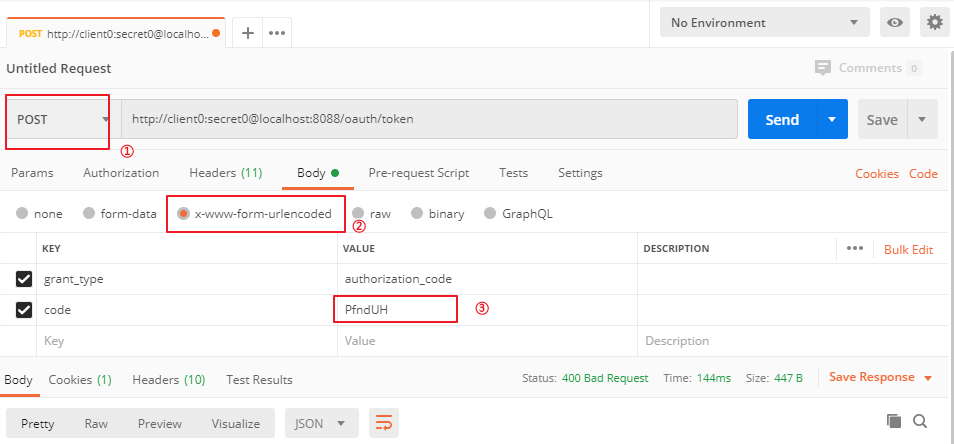 POST http://client0:secret0@localho... + ••• No Environment
Untitled Request Comments 0
POST http://client0:secret0@localhost:8088/oauth/token Send Save
①
Params Authorization Headers (11) Body Pre-request Script Tests Settings Cookies Code
none form-data x-www-form-urlencoded raw binary GraphQL
②
KEY VALUE DESCRIPTION ••• Bulk Edit
grant_type authorization_code
code PfndUH ③
Key Value Description
Body Cookies (1) Headers (10) Test Results Status: 400 Bad Request Time: 144ms Size: 447 B Save Response
Pretty Raw Preview Visualize JSON